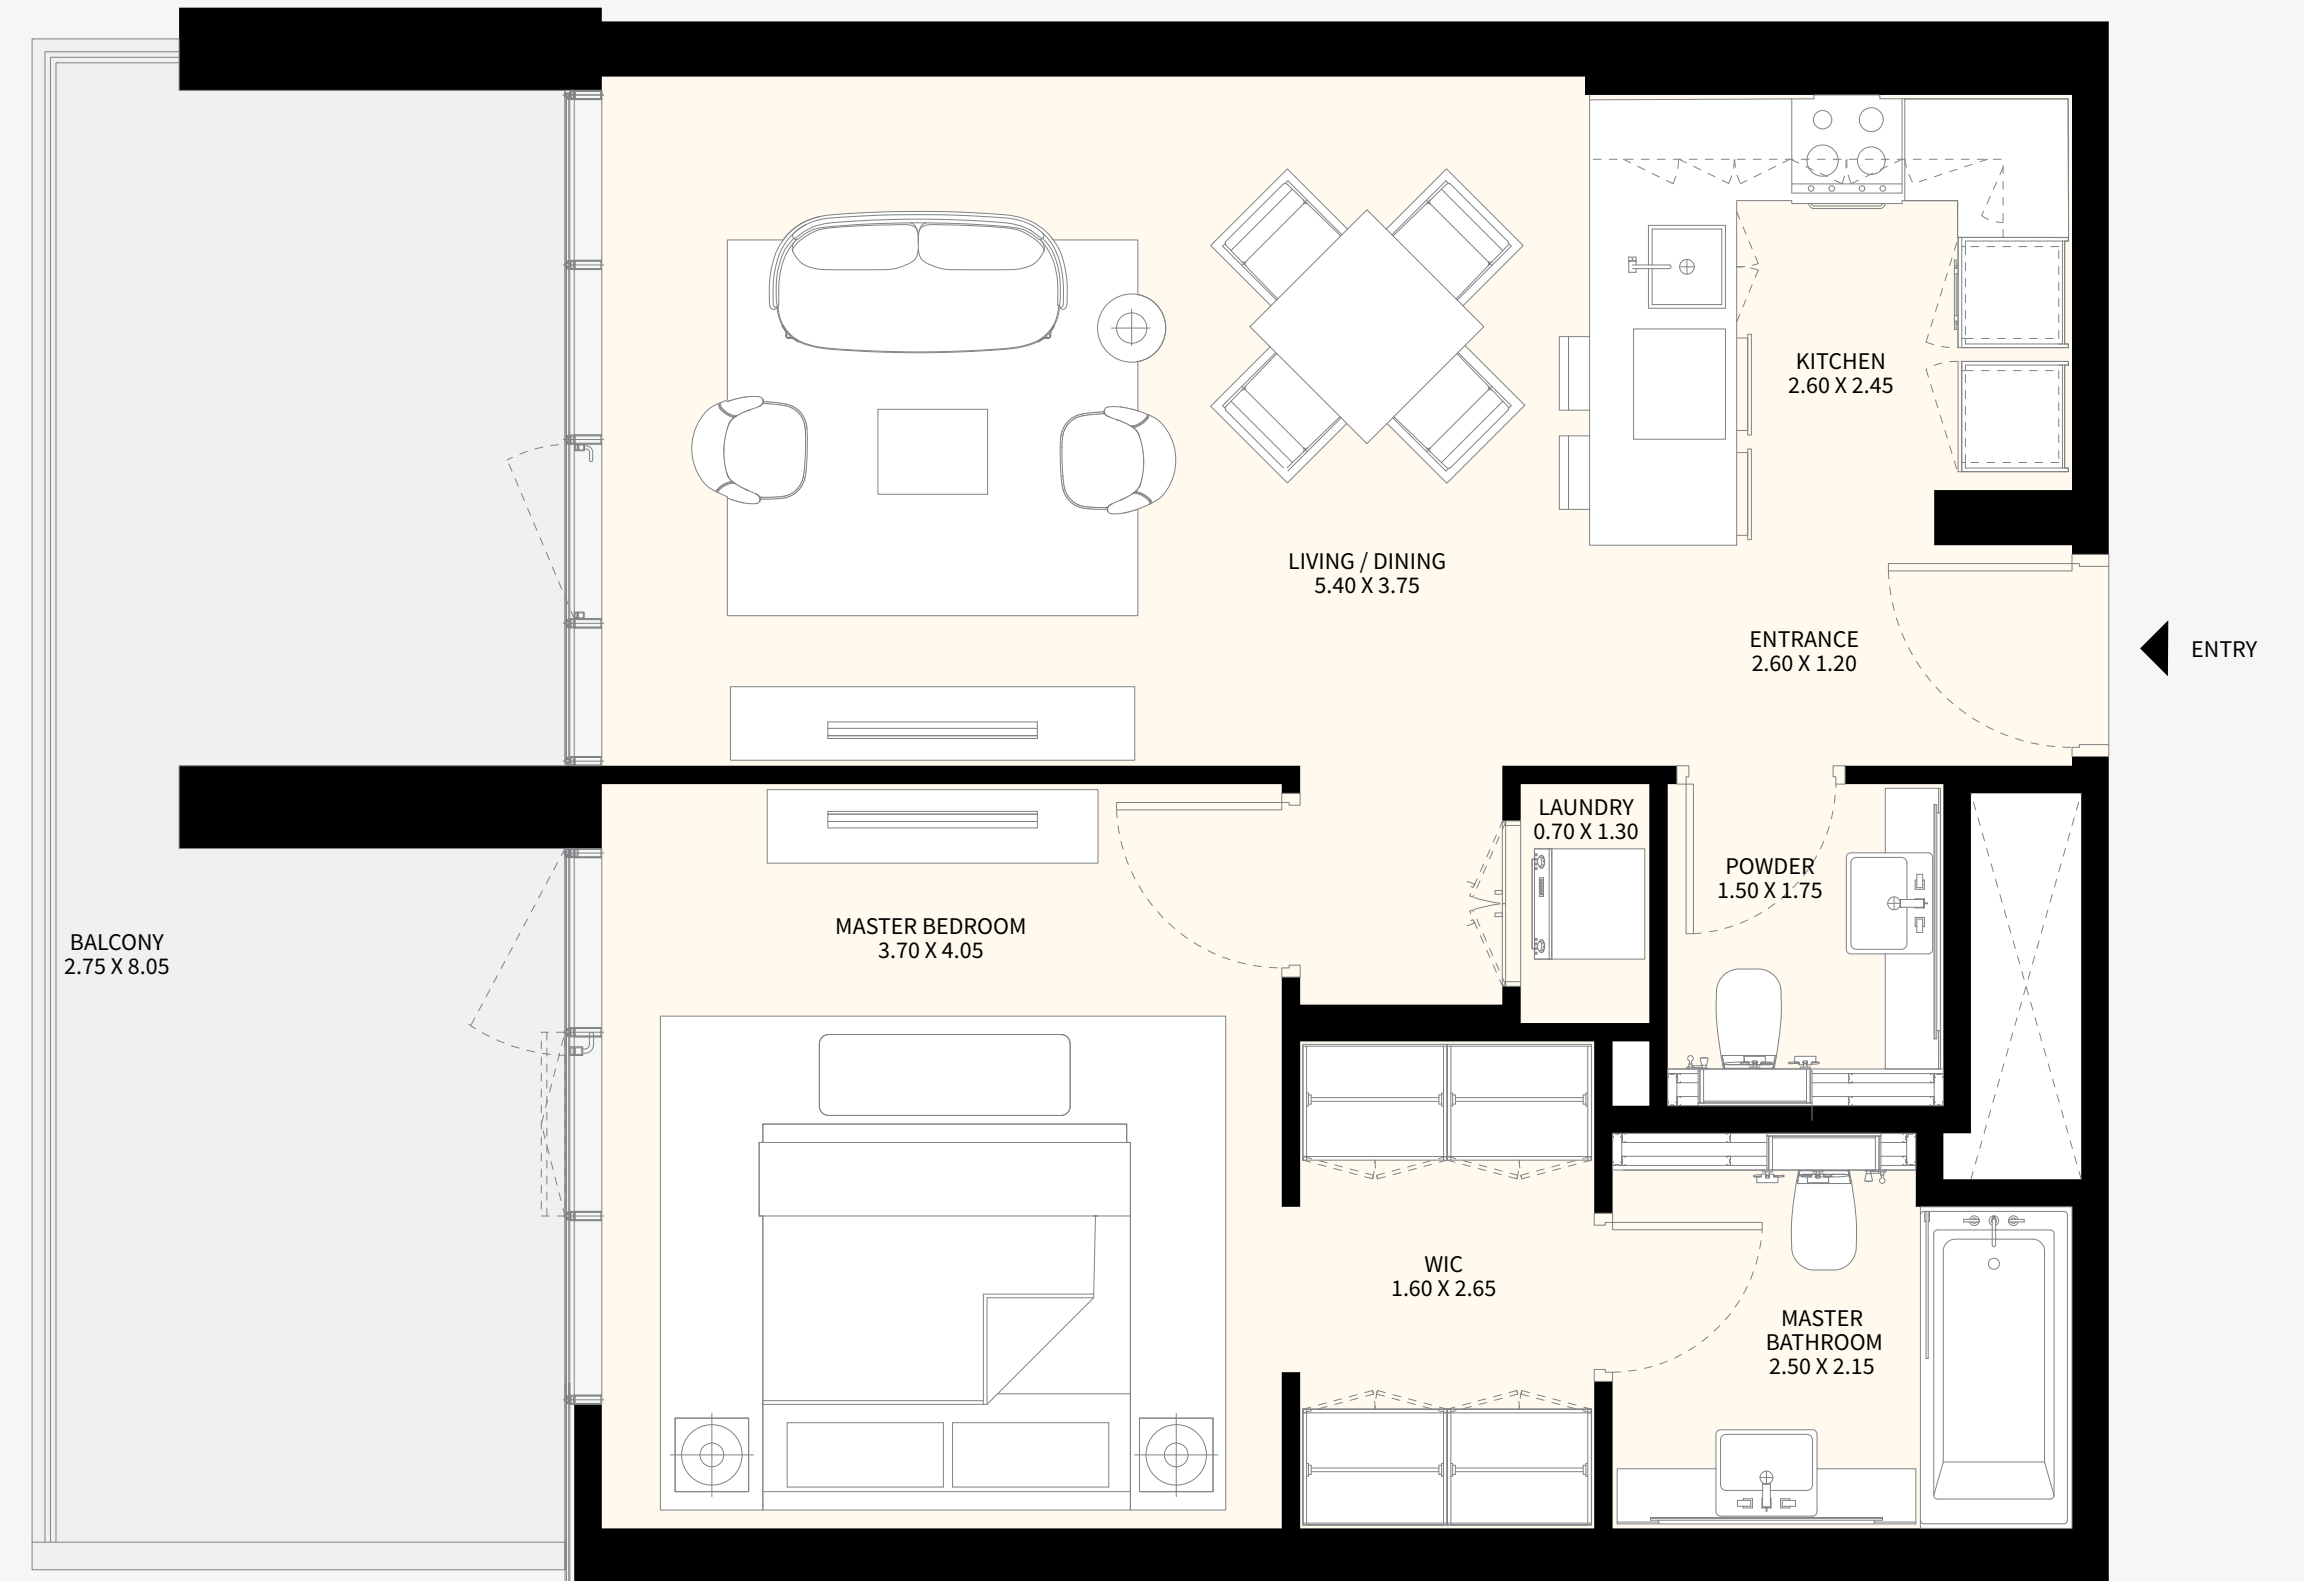 KITCHEN
2.60 X 2.45
LIVING / DINING
5.40 X 3.75
ENTRANCE
2.60 X 1.20
ENTRY
LAUNDRY
0.70 X 1.30
POWDER
1.50 X 1.75
MASTER BEDROOM
3.70 X 4.05
BALCONY
2.75 X 8.05
WIC
1.60 X 2.65
MASTER
BATHROOM
2.50 X 2.15